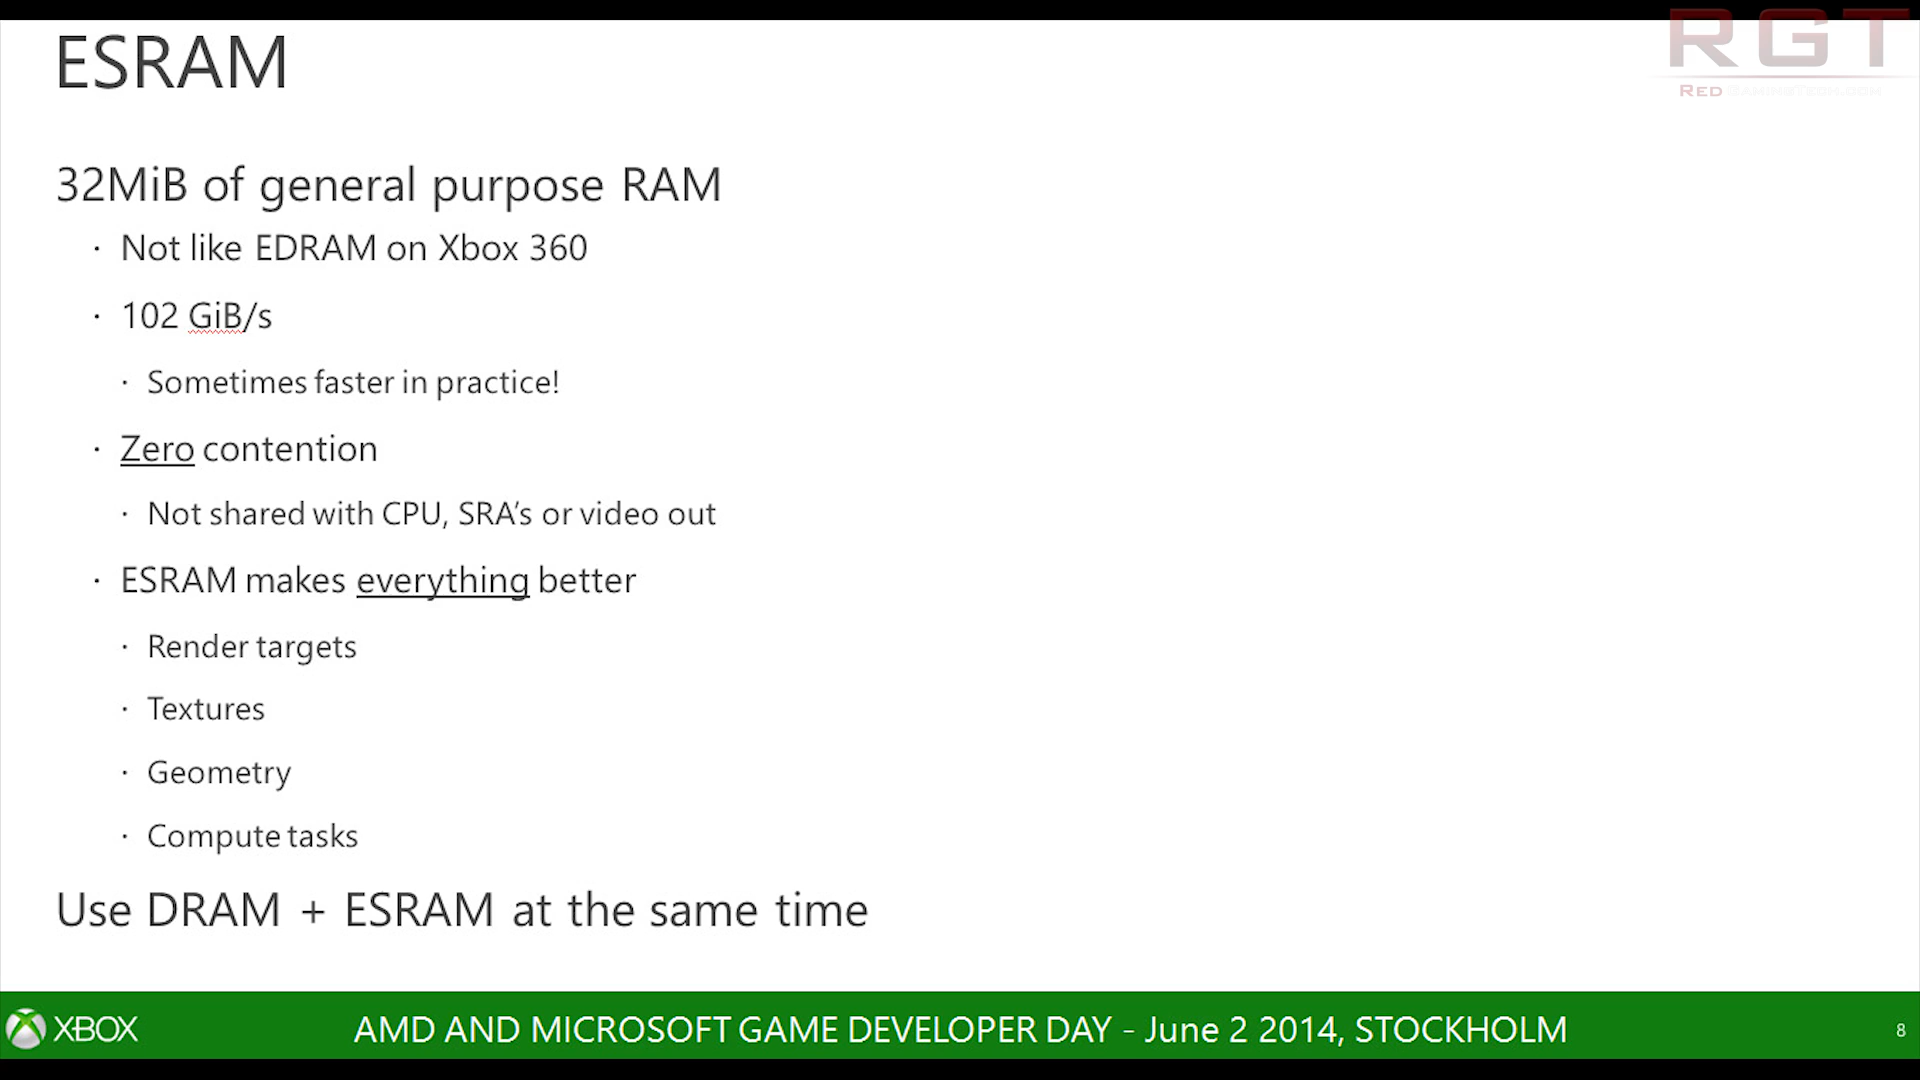 RGT
RED GAMINGTECH.COM
ESRAM
32MiB of general purpose RAM
· Not like EDRAM on Xbox 360
· 102 GiB/s
· Sometimes faster in practice!
· Zero contention
· Not shared with CPU, SRA's or video out
· ESRAM makes everything better
· Render targets
· Textures
· Geometry
· Compute tasks
Use DRAM + ESRAM at the same time
XBOX
AMD AND MICROSOFT GAME DEVELOPER DAY - June 2 2014, STOCKHOLM
8